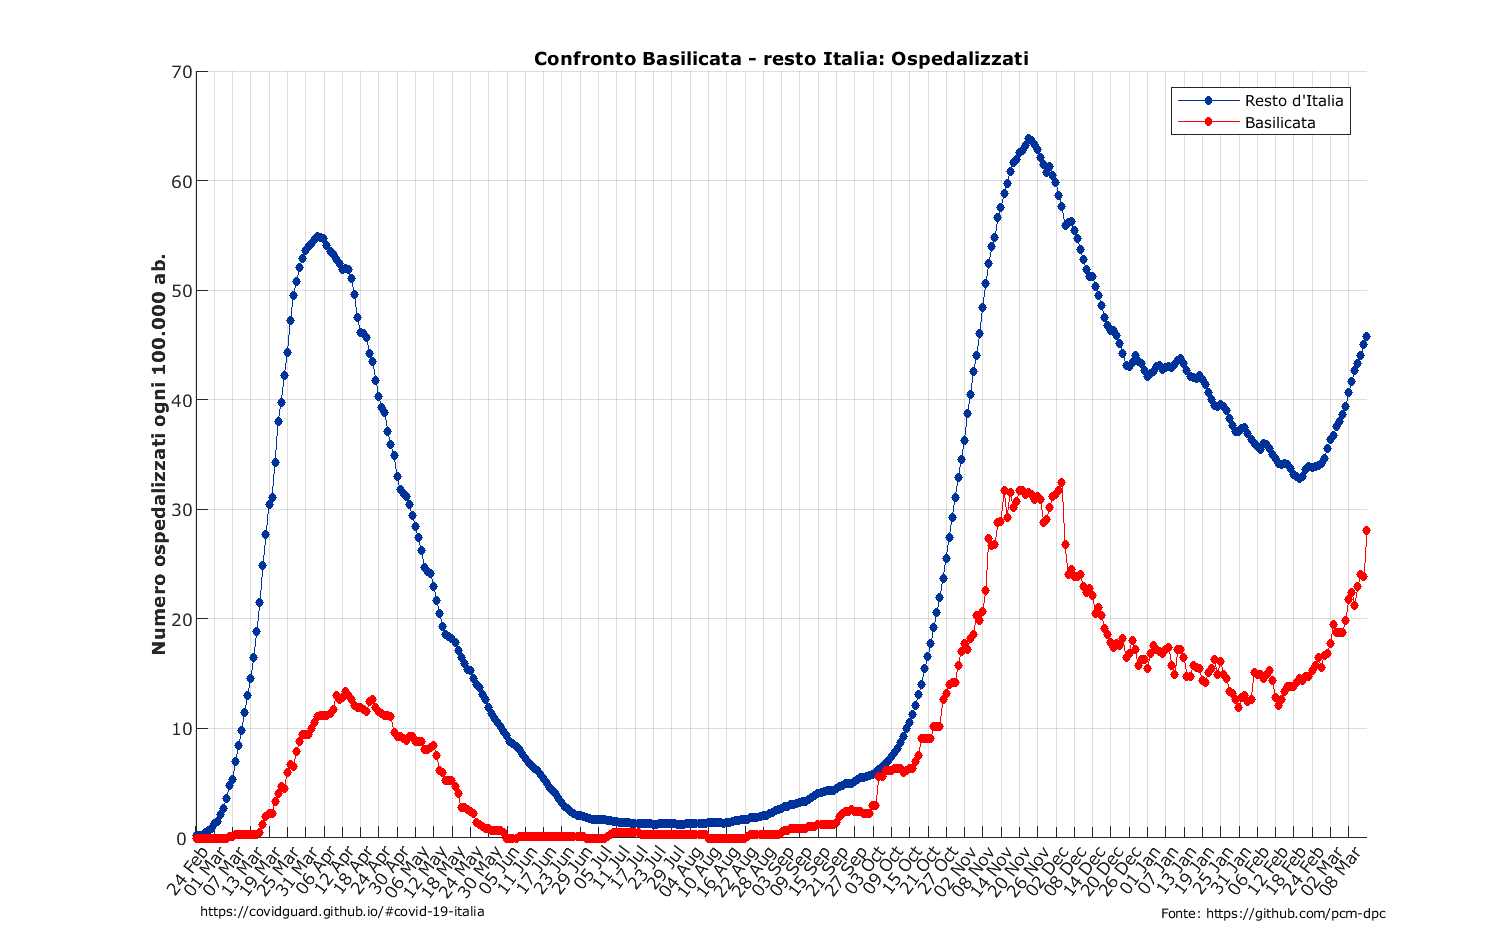 Confronto Basilicata - resto Italia: Ospedalizzati
Resto d'Italia
Basilicata
Numero ospedalizzati ogni 100.000 ab.
70
60
50
40
30
20
10
0
24 Feb
01 Mar
07 Mar
13 Mar
19 Mar
25 Mar
31 Mar
06 Apr
12 Apr
18 Apr
24 Apr
30 Apr
06 May
12 May
18 May
24 May
30 May
05 Jun
11 Jun
17 Jun
23 Jun
29 Jun
05 Jul
11 Jul
17 Jul
23 Jul
29 Jul
04 Aug
10 Aug
16 Aug
22 Aug
28 Aug
03 Sep
09 Sep
15 Sep
21 Sep
27 Sep
03 Oct
09 Oct
15 Oct
21 Oct
27 Oct
02 Nov
08 Nov
14 Nov
20 Nov
26 Nov
02 Dec
08 Dec
14 Dec
20 Dec
26 Dec
01 Jan
07 Jan
13 Jan
19 Jan
25 Jan
31 Jan
06 Feb
12 Feb
18 Feb
24 Feb
02 Mar
08 Mar
https://covidguard.github.io/#covid-19-italia
Fonte: https://github.com/pcm-dpc